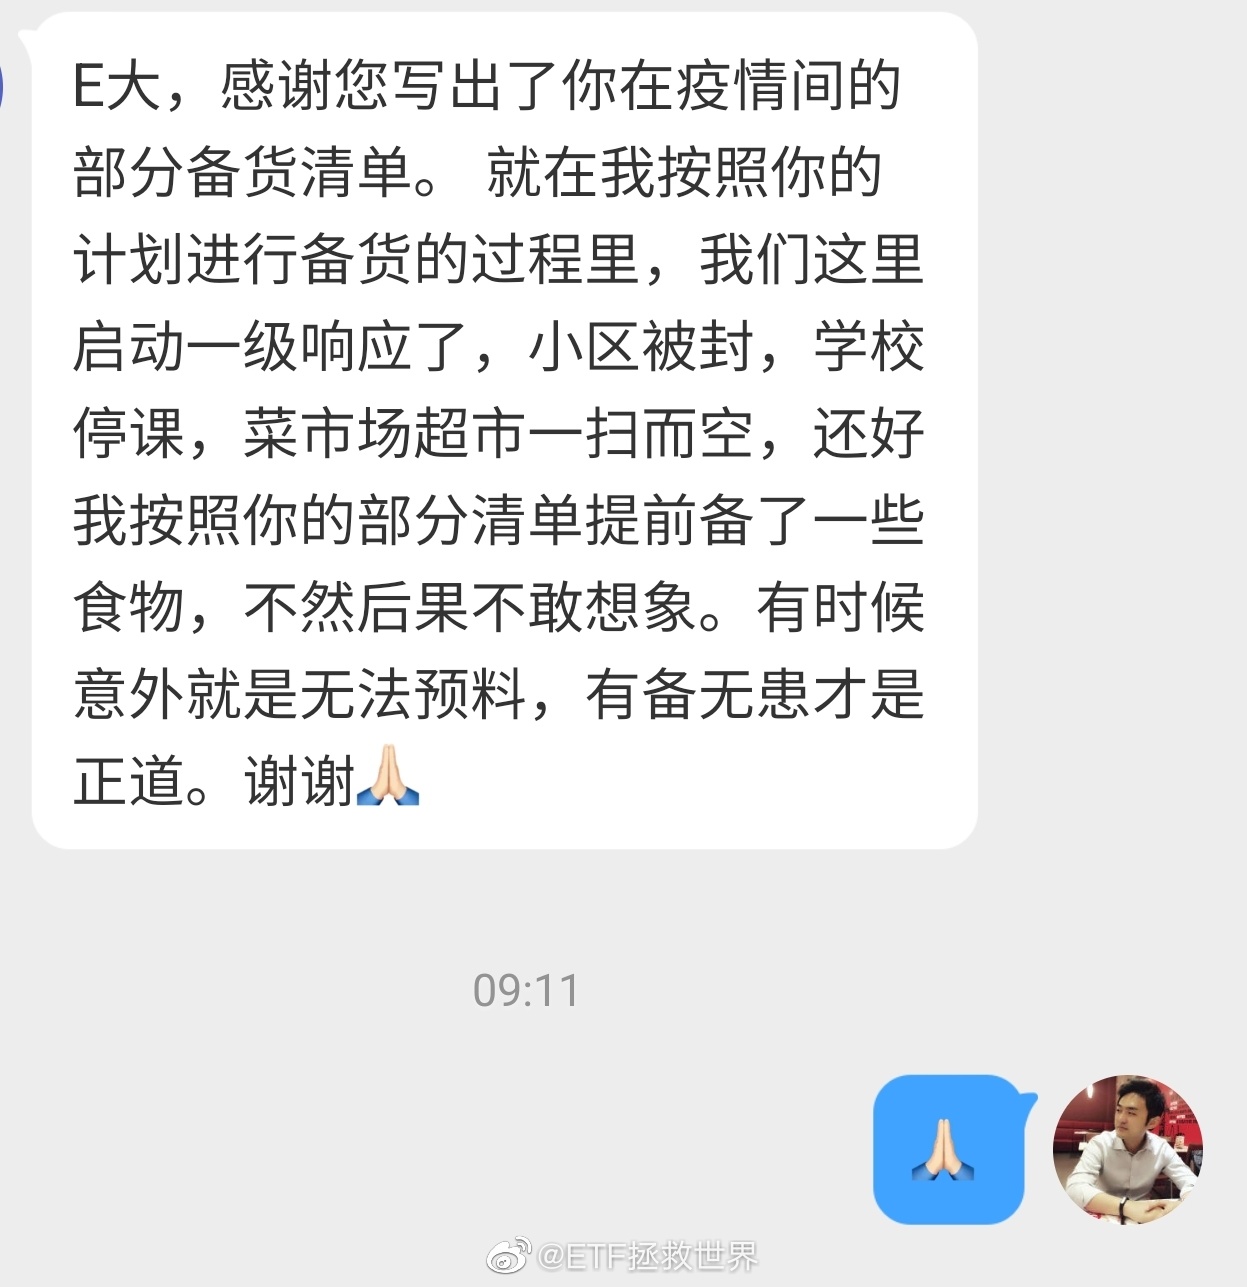 E大，感谢您写出了你在疫情间的
部分备货清单。 就在我按照你的
计划进行备货的过程里，我们这里
启动一级响应了，小区被封，学校
停课，菜市场超市一扫而空，还好
我按照你的部分清单提前备了一些
食物，不然后果不敢想象。有时候
意外就是无法预料，有备无患才是
正道。谢谢🙏🏻
09:11
🙏🏻
@ETF拯救世界